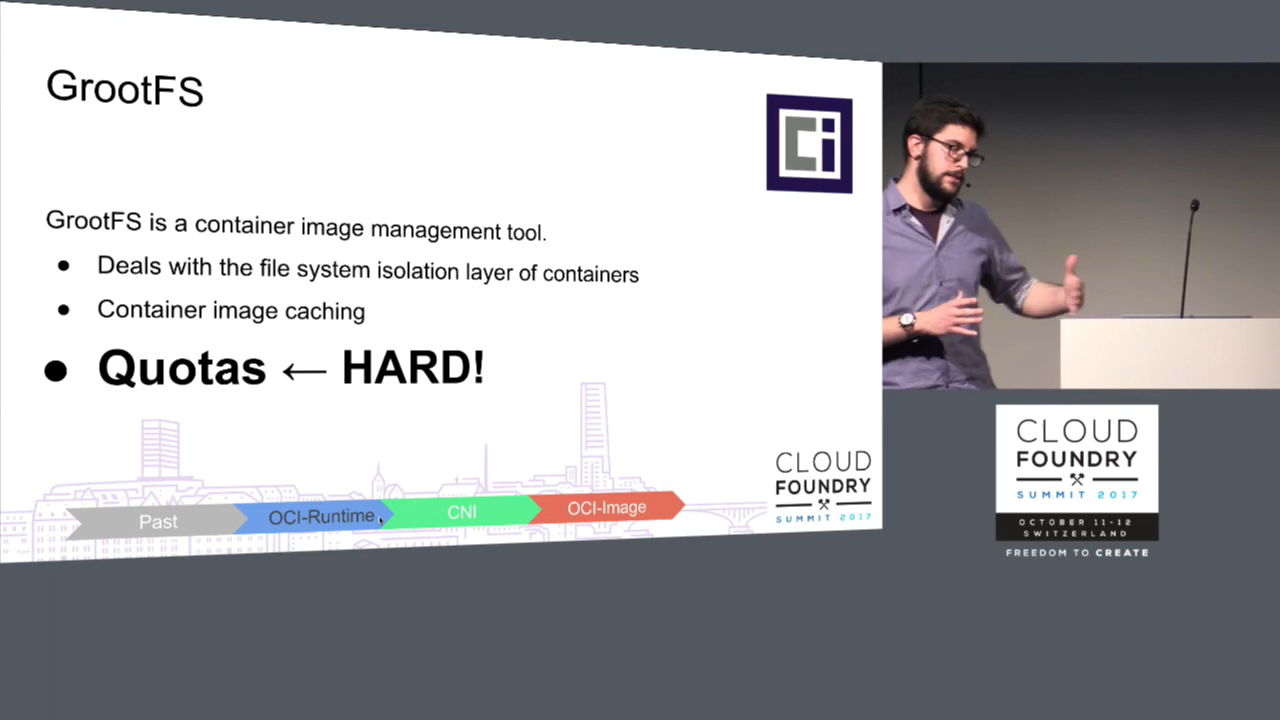 GrootFS
Ci
GrootFS is a container image management tool.
● Deals with the file system isolation layer of containers
● Container image caching
● Quotas ← HARD!
Past
OCI-Runtime
CNI
OCI-Image
CLOUD
FOUNDRY
SUMMIT 2017
CLOUD
FOUNDRY
SUMMIT 2017
OCTOBER 11-12
SWITZERLAND
FREEDOM TO CREATE